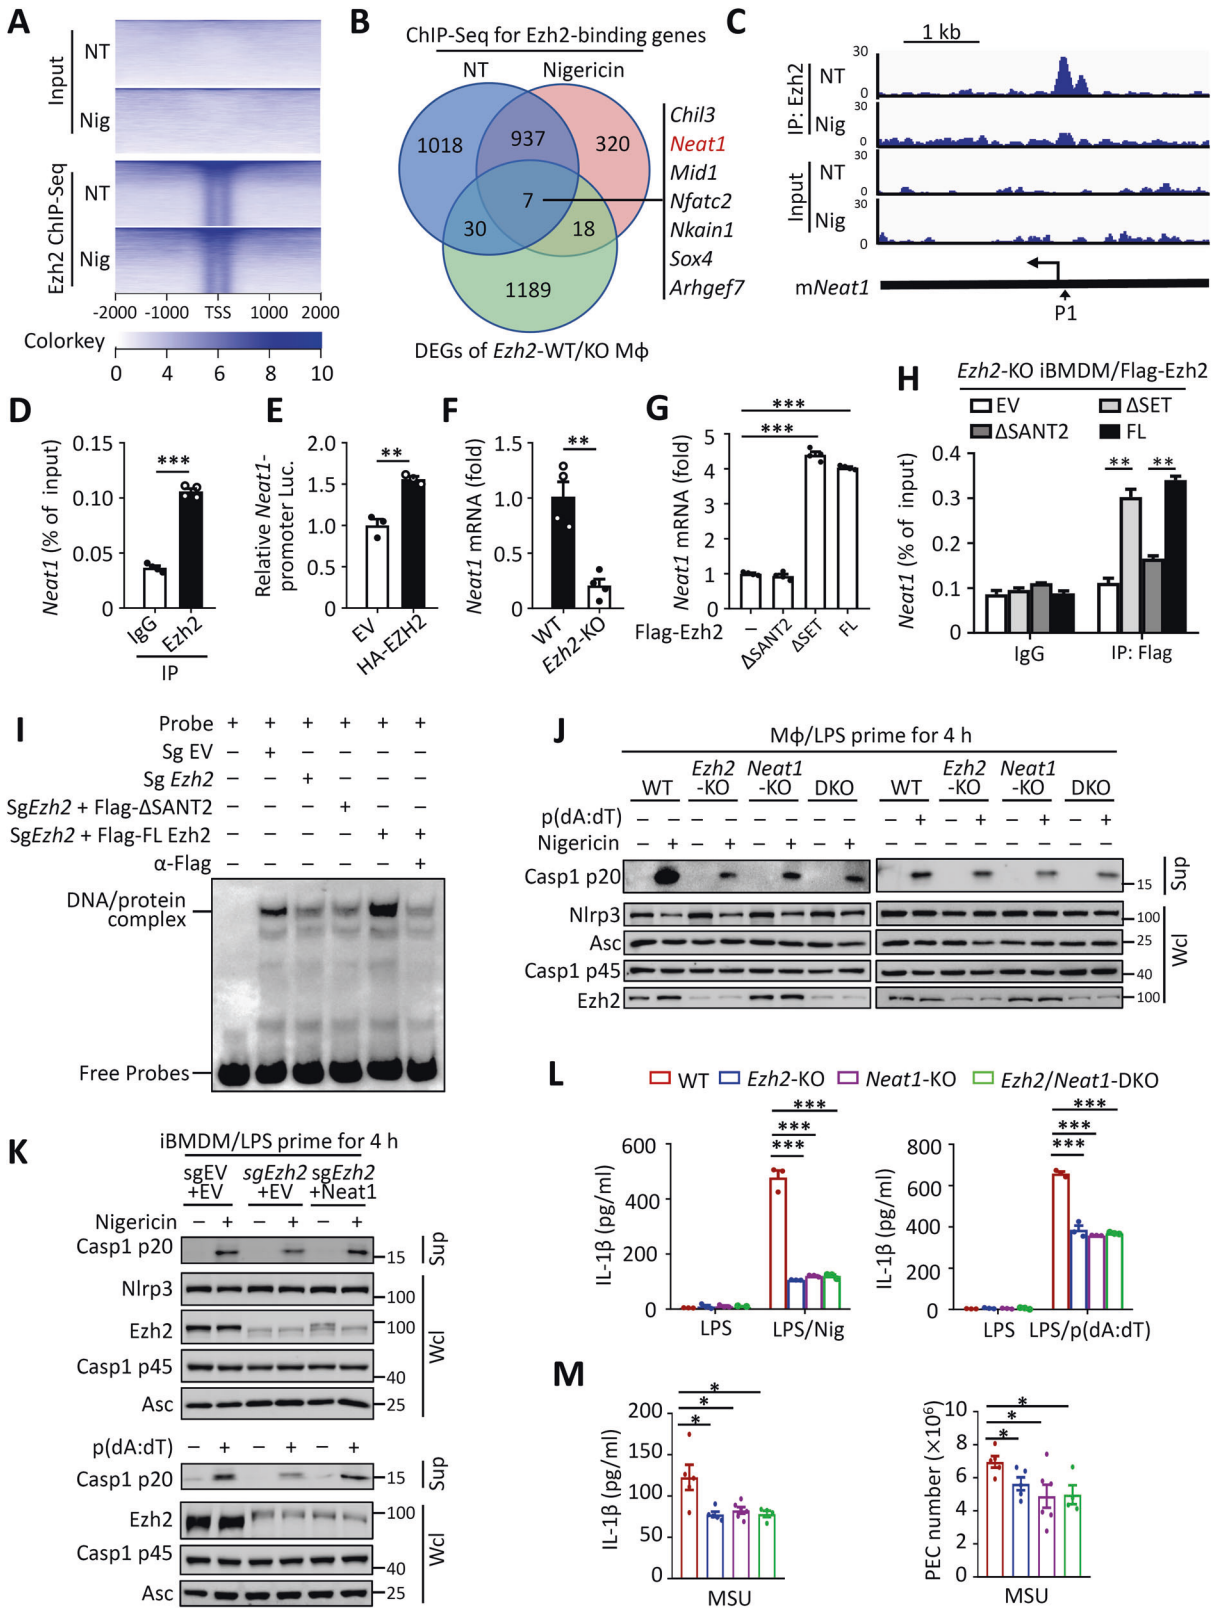 A
Input
NT
Nig
Ezh2 ChIP-Seq
NT
Nig
-2000 -1000 TSS 1000 2000
Colorkey
0 4 6 8 10
B
ChIP-Seq for Ezh2-binding genes
NT Nigericin
1018 937 320
7
30 18
1189
Chil3
Neat1
Mid1
Nfatc2
Nkain1
Sox4
Arhgef7
DEGs of Ezh2-WT/KO Mϕ
C
1 kb
IP: Ezh2
NT
30
0
Nig
30
0
Input
NT
30
0
Nig
30
0
mNeat1
P1
D
Neat1 (% of input)
0.15
0.10
0.05
0
***
IgG
Ezh2
IP
E
Relative Neat1-
promoter Luc.
2.0
1.5
1.0
0.5
0
**
EV
HA-EZH2
F
Neat1 mRNA (fold)
1.5
1.0
0.5
0
**
WT
Ezh2-KO
G
Neat1 mRNA (fold)
5
4
3
2
1
0
***
***
Flag-Ezh2
–
ΔSANT2
ΔSET
FL
H
Ezh2-KO iBMDM/Flag-Ezh2
EV ΔSET
ΔSANT2 FL
Neat1 (% of input)
0.4
0.3
0.2
0.1
0
** **
IgG IP: Flag
I
Probe + + + + + +
Sg EV – + – – – –
Sg Ezh2 – – + – – –
SgEzh2 + Flag-ΔSANT2 – – – + – –
SgEzh2 + Flag-FL Ezh2 – – – – + +
α-Flag – – – – – +
DNA/protein
complex
Free Probes
J
Mϕ/LPS prime for 4 h
WT Ezh2-KO Neat1-KO DKO WT Ezh2-KO Neat1-KO DKO
p(dA:dT) – – – – – – – – – + – + – + – +
Nigericin – + – + – + – + – – – – – – – –
Casp1 p20 15 Sup
Nlrp3 100
Asc 25
Casp1 p45 40
Ezh2 100
Wcl
K
iBMDM/LPS prime for 4 h
sgEV sgEzh2 sgEzh2
+EV +EV +Neat1
Nigericin – + – + – +
Casp1 p20 15 Sup
Nlrp3 100
Ezh2 100
Casp1 p45 40
Asc 25
Wcl
p(dA:dT) – + – + – +
Casp1 p20 15 Sup
Ezh2 100
Casp1 p45 40
Asc 25
Wcl
L
WT Ezh2-KO Neat1-KO Ezh2/Neat1-DKO
IL-1β (pg/ml)
600
400
200
0
***
***
***
LPS LPS/Nig
IL-1β (pg/ml)
800
600
400
200
0
***
***
***
LPS LPS/p(dA:dT)
M
IL-1β (pg/ml)
200
150
100
50
0
*
*
*
MSU
PEC number (×10⁶)
10
8
6
4
2
0
*
*
*
MSU